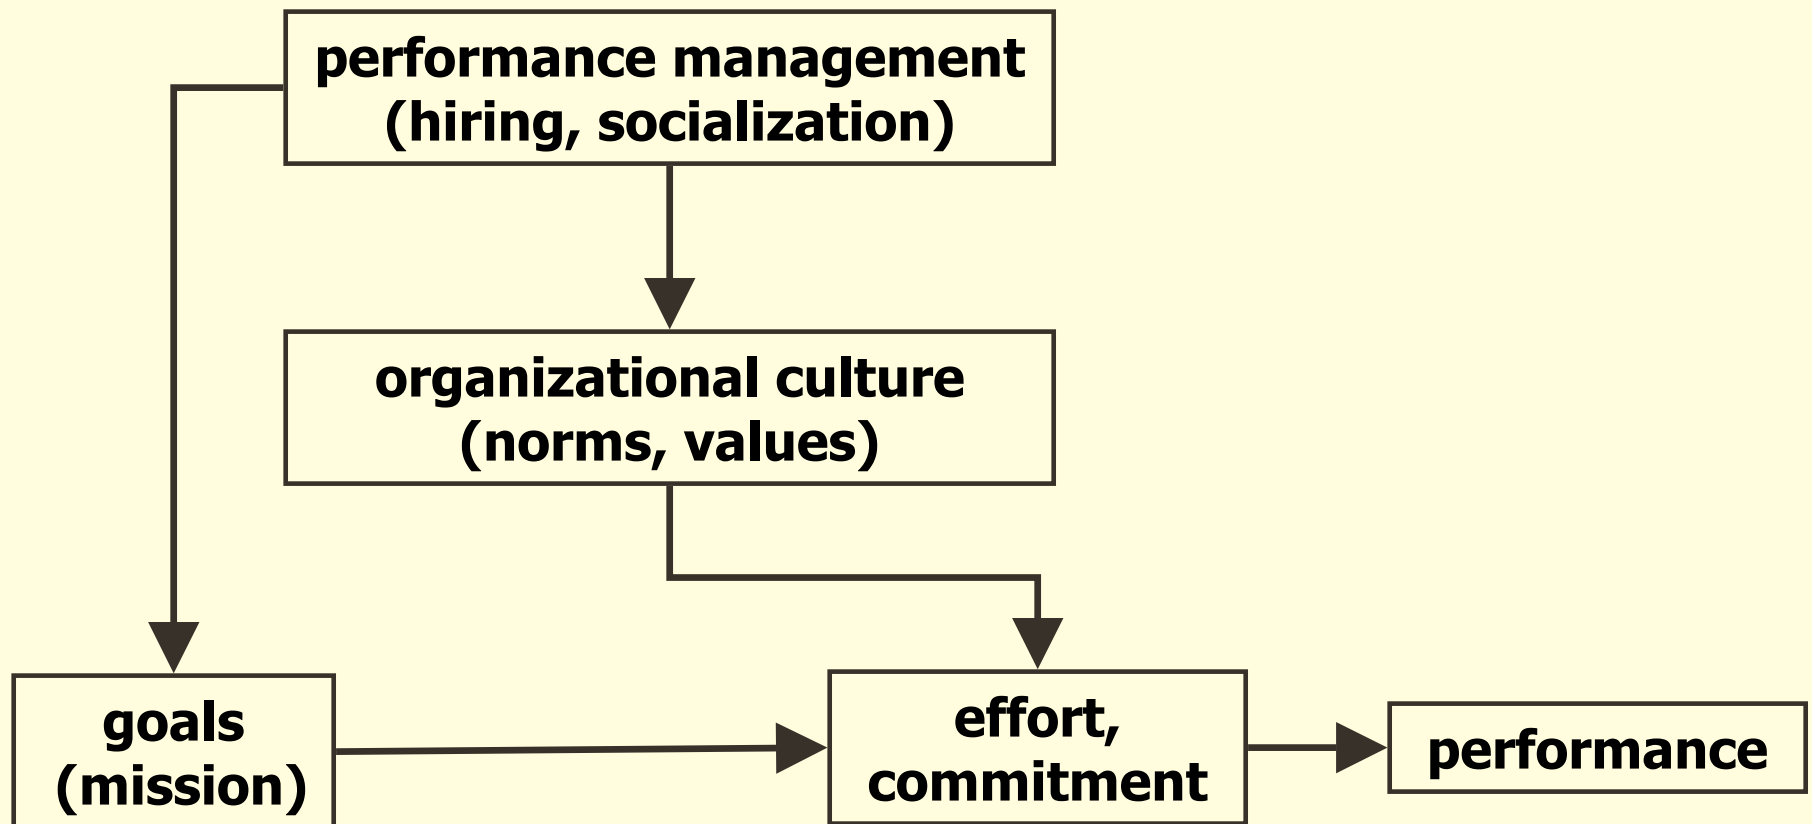 performance management
(hiring, socialization)
organizational culture
(norms, values)
goals
(mission)
effort,
commitment
performance